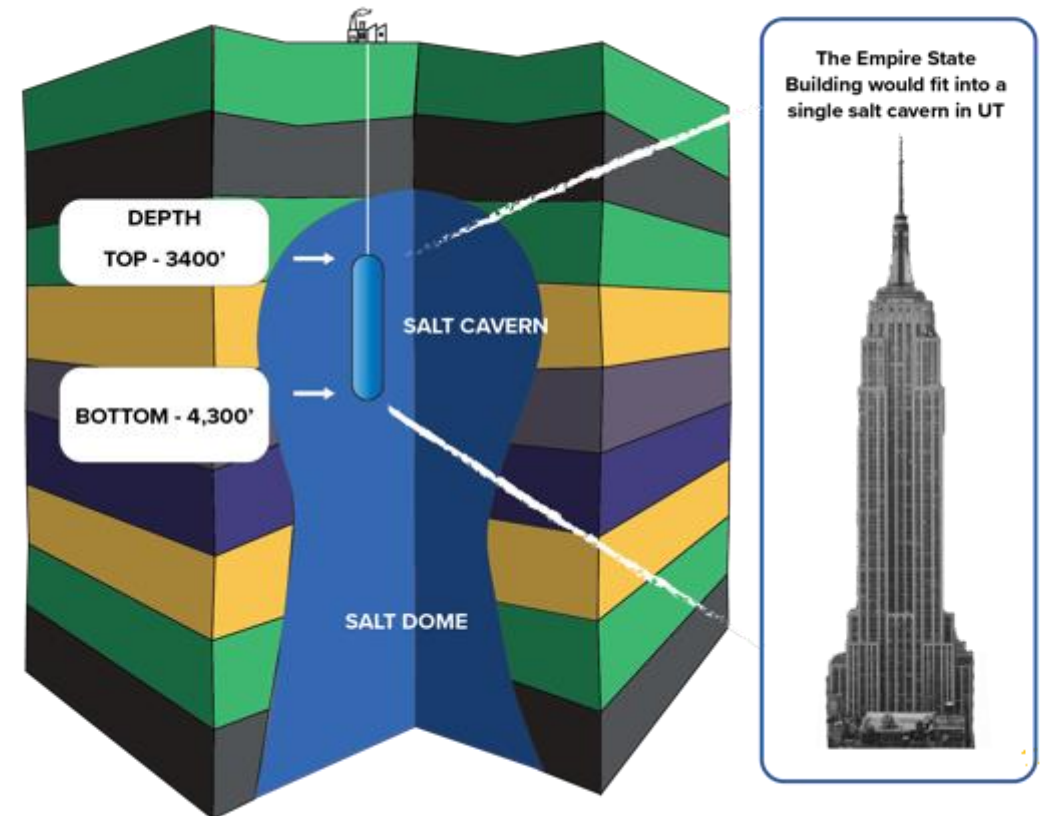 The Empire State
Building would fit into a
single salt cavern in UT
DEPTH
TOP - 3400’
SALT CAVERN
BOTTOM - 4,300’
SALT DOME